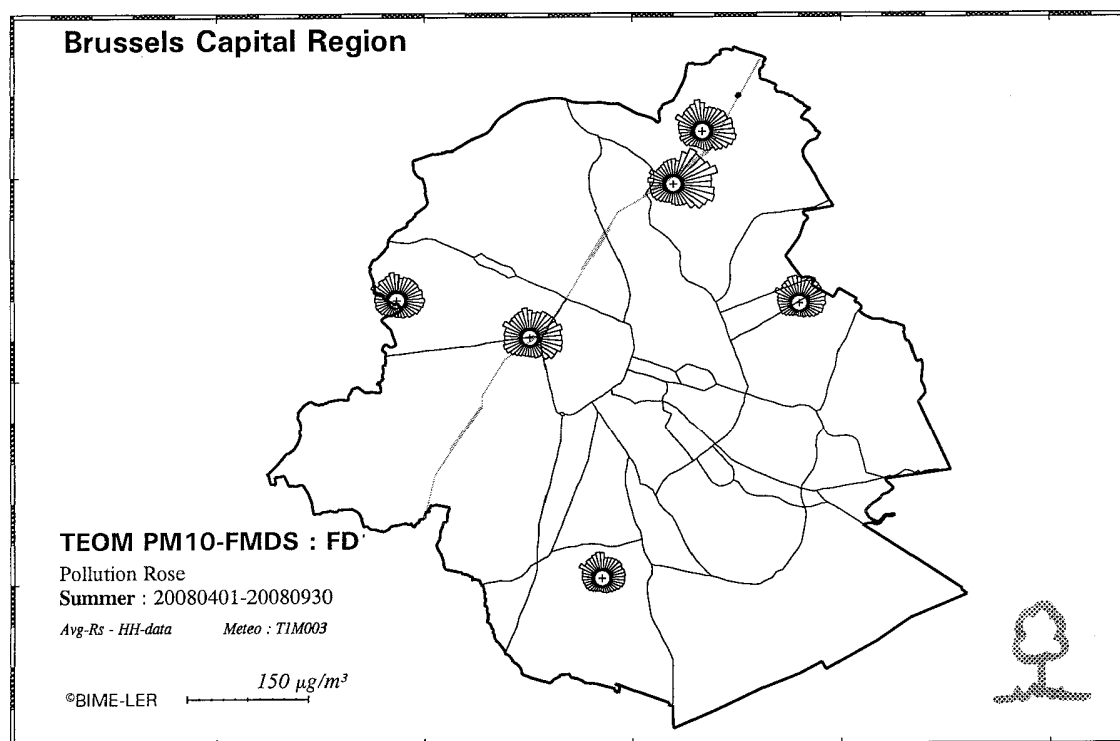 Brussels Capital Region
TEOM PM10-FMDS : FD
Pollution Rose
Summer : 20080401-20080930
Avg-Rs - HH-data Meteo : T1M003
150 µg/m³
©BIME-LER